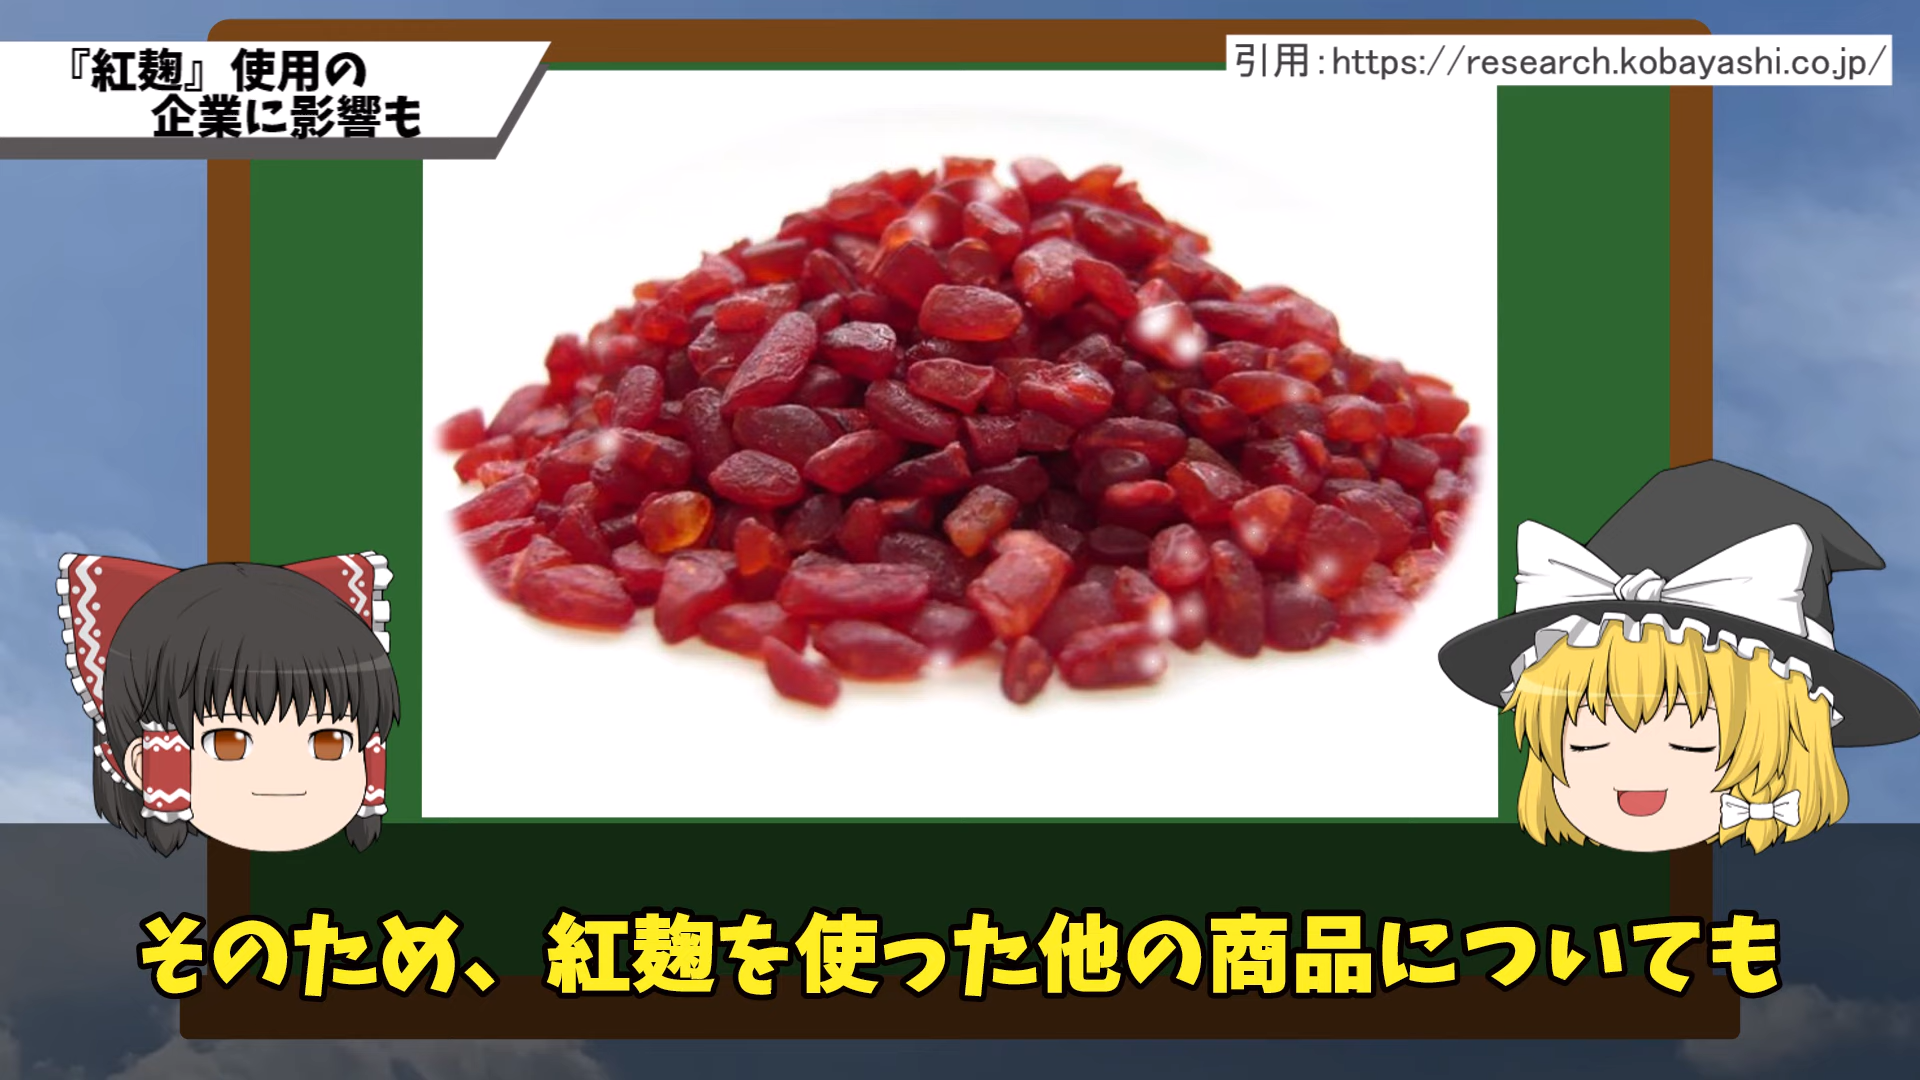 『紅麹』使用の
企業に影響も
引用：https://research.kobayashi.co.jp/
そのため、紅麹を使った他の商品についても